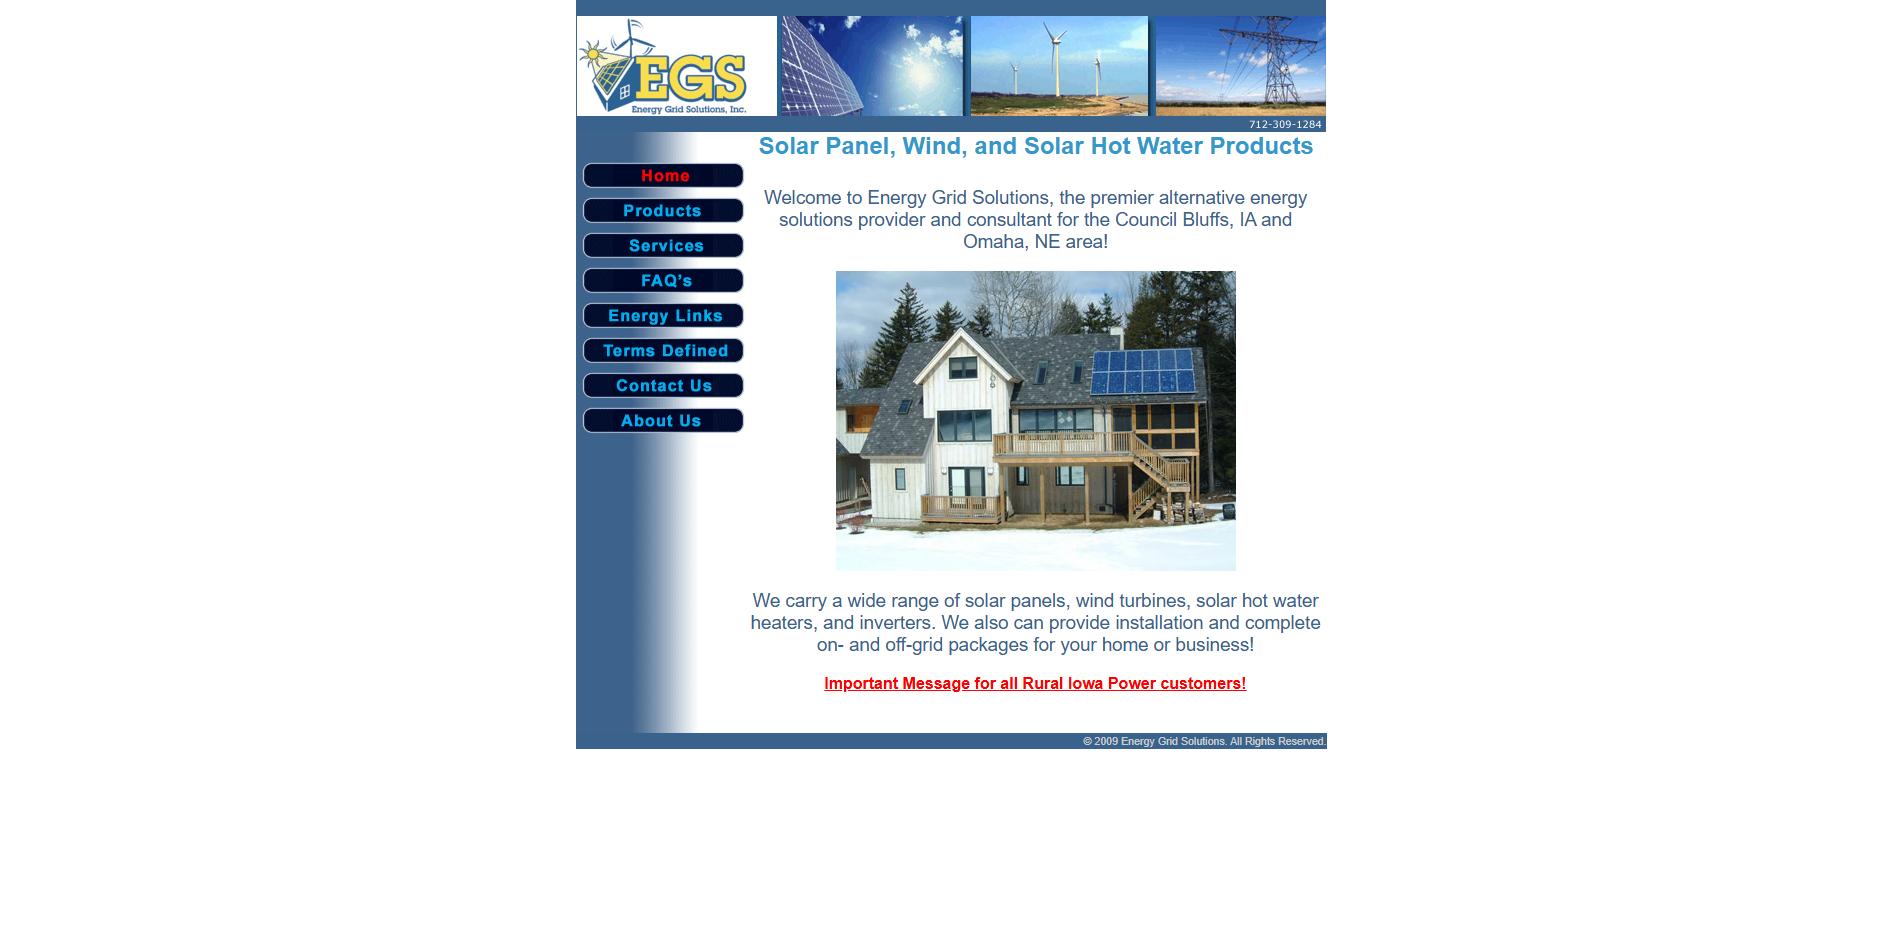 EGS
Energy Grid Solutions, Inc.
712-309-1284
Home
Products
Services
FAQ's
Energy Links
Terms Defined
Contact Us
About Us
Solar Panel, Wind, and Solar Hot Water Products
Welcome to Energy Grid Solutions, the premier alternative energy
solutions provider and consultant for the Council Bluffs, IA and
Omaha, NE area!
We carry a wide range of solar panels, wind turbines, solar hot water
heaters, and inverters. We also can provide installation and complete
on- and off-grid packages for your home or business!
Important Message for all Rural Iowa Power customers!
© 2009 Energy Grid Solutions. All Rights Reserved.